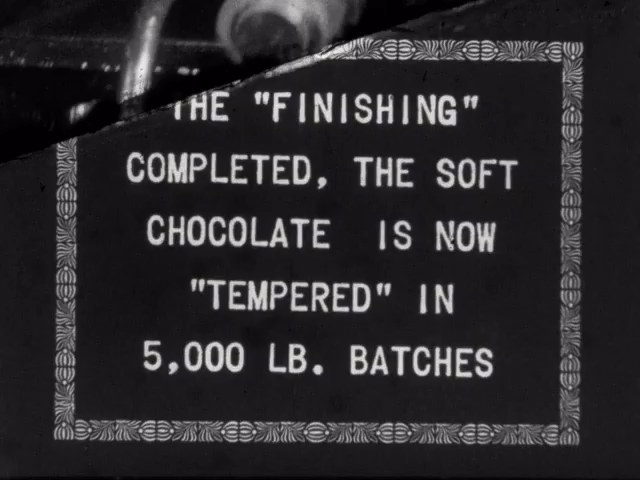 THE "FINISHING"
COMPLETED, THE SOFT
CHOCOLATE IS NOW
"TEMPERED" IN
5,000 LB. BATCHES